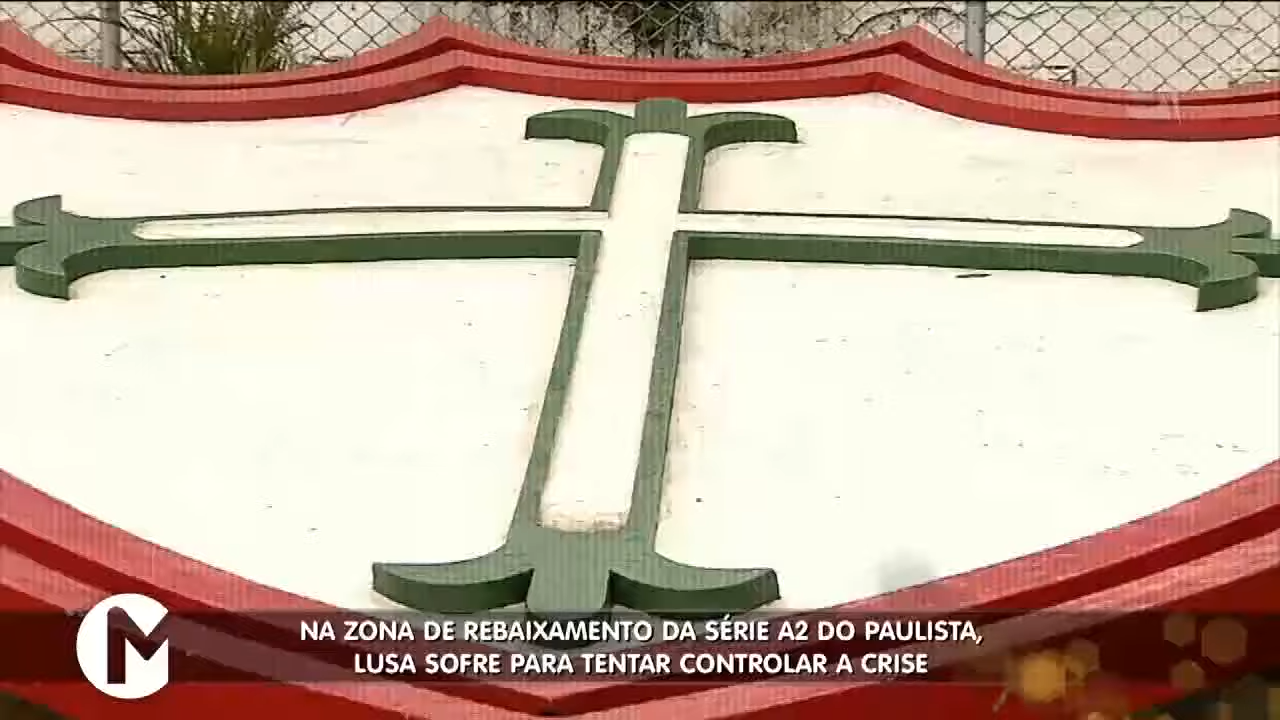 NA ZONA DE REBAIXAMENTO DA SÉRIE A2 DO PAULISTA,
LUSA SOFRE PARA TENTAR CONTROLAR A CRISE